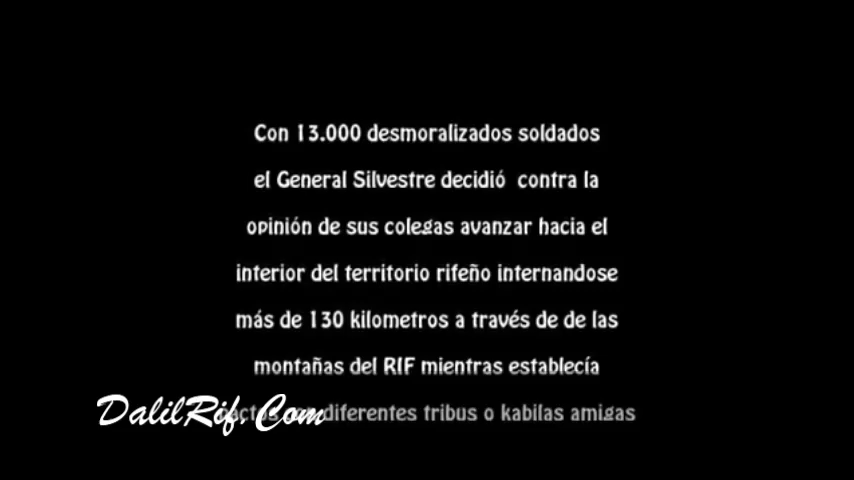 Con 13.000 desmoralizados soldados
el General Silvestre decidió contra la
opinión de sus colegas avanzar hacia el
interior del territorio rifeño internandose
más de 130 kilometros a través de de las
montañas del RIF mientras establecía
diferentes tribus o kabilas amigas
DalilRif.Com